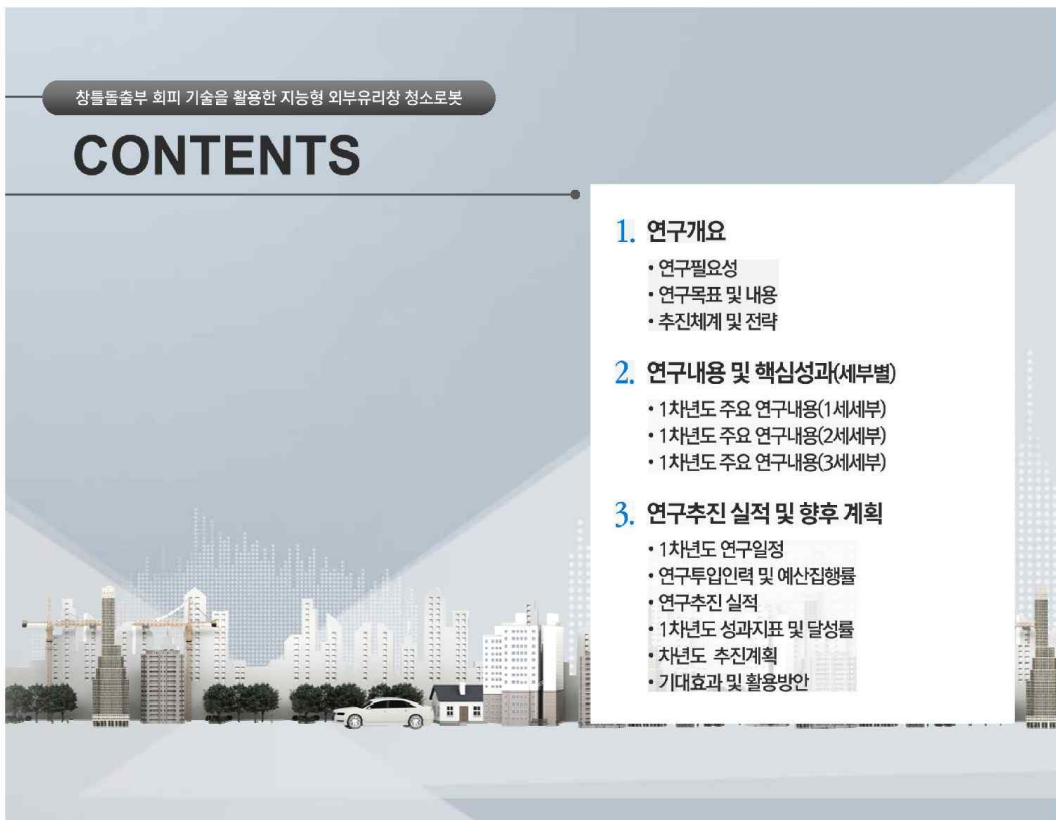 창틀돌출부 회피 기술을 활용한 지능형 외부유리창 청소로봇
CONTENTS
1. 연구개요
• 연구필요성
• 연구목표 및 내용
• 추진체계 및 전략
2. 연구내용 및 핵심성과(세부별)
• 1차년도 주요 연구내용(1세세부)
• 1차년도 주요 연구내용(2세세부)
• 1차년도 주요 연구내용(3세세부)
3. 연구추진 실적 및 향후 계획
• 1차년도 연구일정
• 연구투입인력 및 예산집행률
• 연구추진 실적
• 1차년도 성과지표 및 달성률
• 차년도 추진계획
• 기대효과 및 활용방안